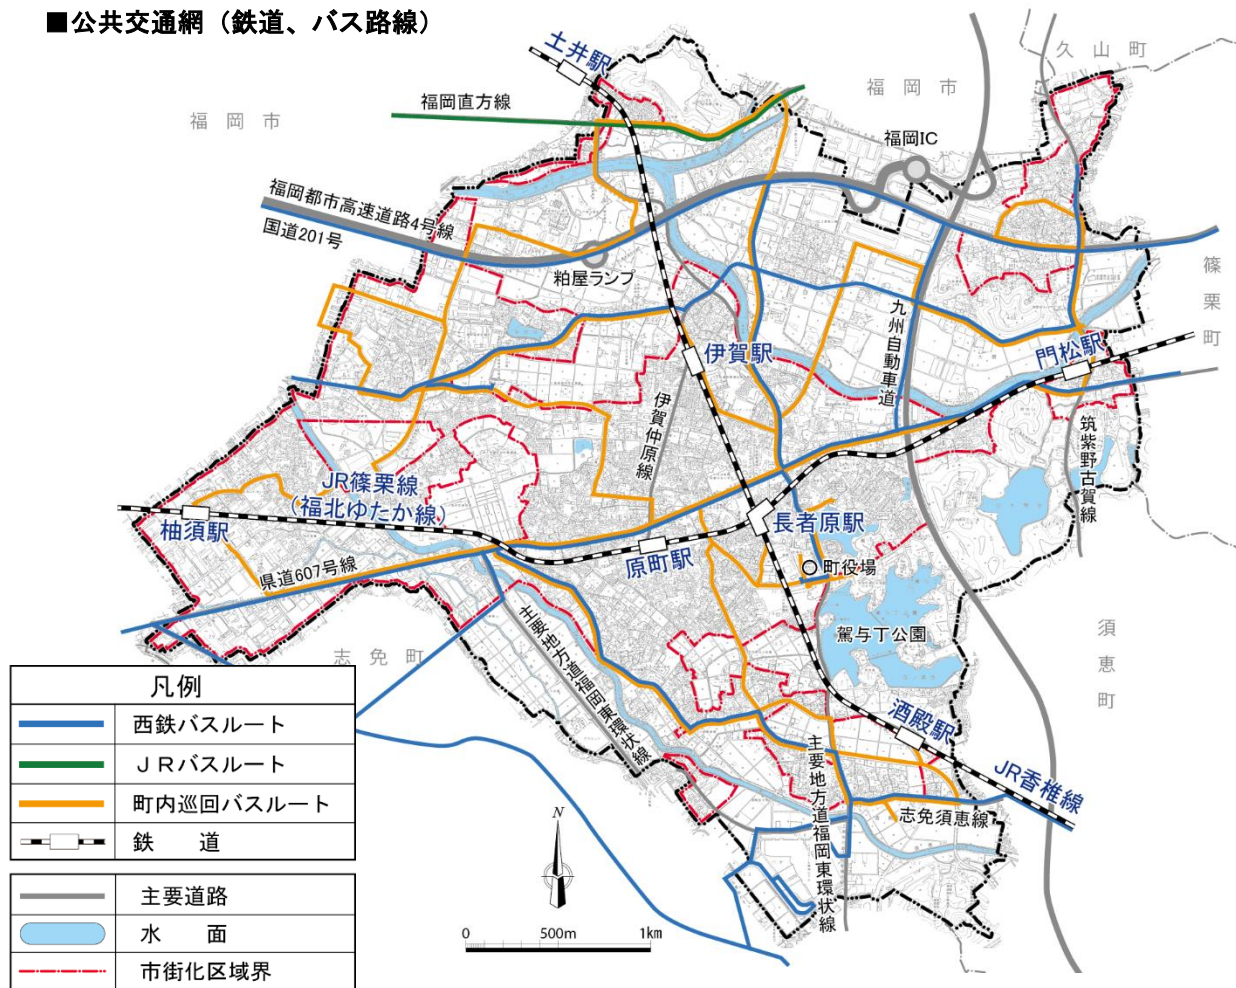 ■公共交通網（鉄道、バス路線）
土井駅
久山町
福岡市
福岡市
福岡直方線
福岡IC
福岡都市高速道路4号線
国道201号
粕屋ランプ
篠栗町
九州自動車道
伊賀駅
門松駅
伊賀仲原線
筑紫野古賀線
JR篠栗線
（福北ゆたか線）
柚須駅
長者原駅
原町駅
町役場
県道607号線
駕与丁公園
須恵町
志免町
主要地方道福岡東環状線
酒殿駅
JR香椎線
主要地方道福岡東環状線
志免須恵線
凡例
西鉄バスルート
ＪＲバスルート
町内巡回バスルート
鉄　道
主要道路
水　面
市街化区域界
N
0 500m 1km